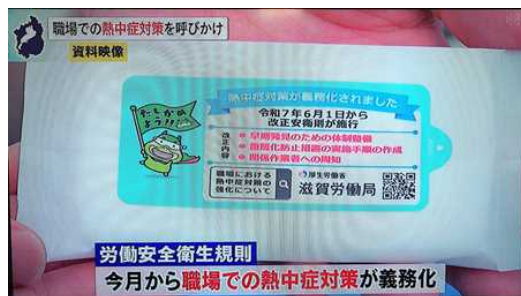 職場での熱中症対策を呼びかけ
資料映像
たしかめ
よう!!
熱中症対策が義務化されました
令和7年6月1日から
改正安衛則が施行
改正内容
早期発見のための体制整備
重篤化防止措置の実施手順の作成
関係作業者への周知
職場における
熱中症対策の
強化について
厚生労働省
滋賀労働局
労働安全衛生規則
今月から職場での熱中症対策が義務化